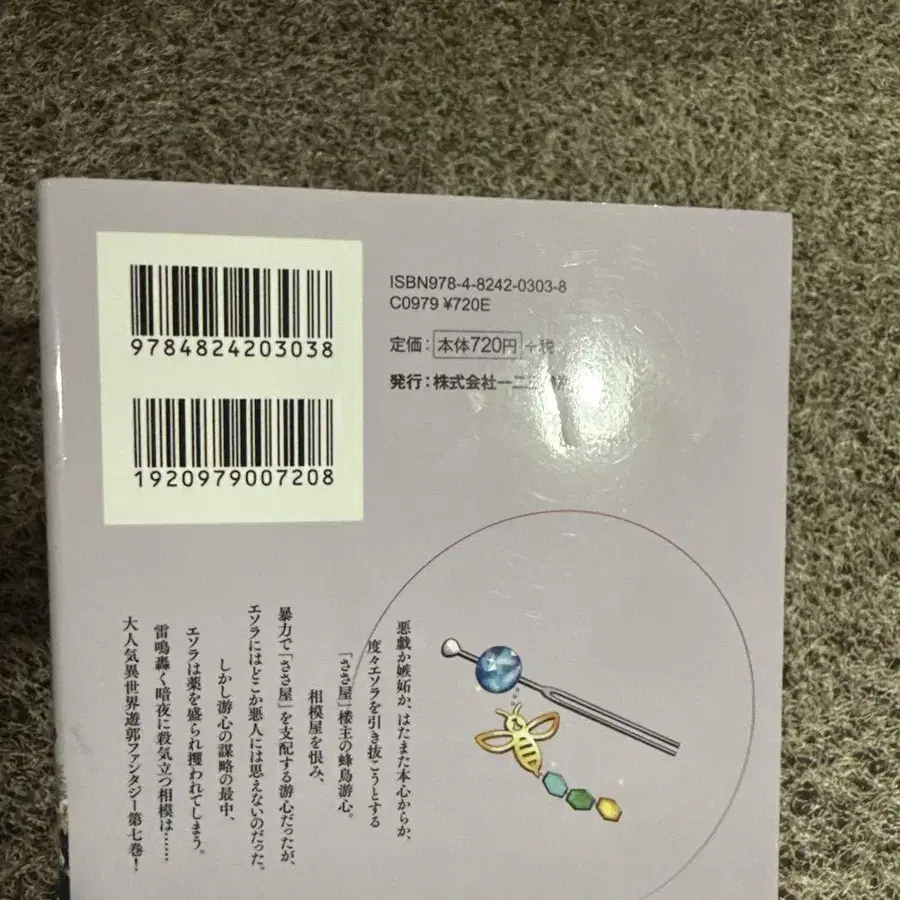 9784824203038
1920979007208
ISBN978-4-8242-0303-8
C0979 ¥720E
定価：本体720円＋税
発行：株式会社一二三
悪戯か嫉妬か、はたまた本心からか、
度々エソラを引き抜こうとする
「ささ屋」楼主の蜂鳥游心。
相模屋を恨み、
暴力で「ささ屋」を支配する游心だったが、
エソラにはどこか悪人には思えないのだった。
しかし游心の謀略の最中、
エソラは薬を盛られ攫われてしまう。
雷鳴轟く暗夜に殺気立つ相模は……
大人気異世界遊郭ファンタジー第七巻！